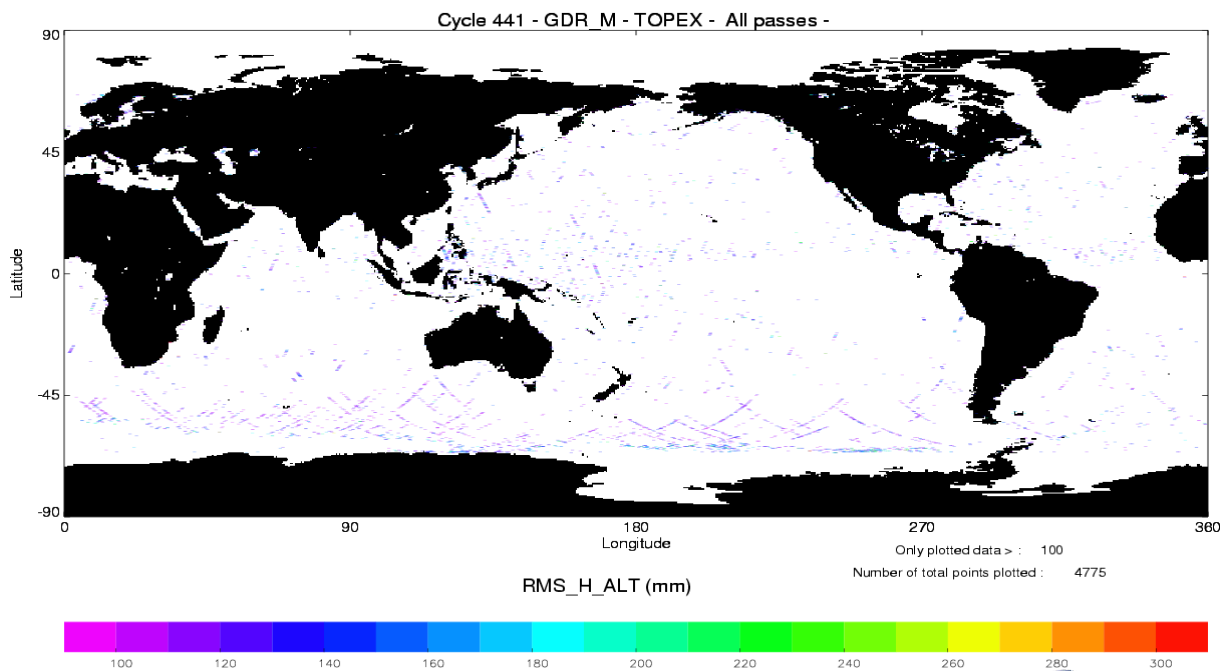 Cycle 441 - GDR_M - TOPEX - All passes -
90
45
0
-45
-90
Latitude
0 90 180 270 360
Longitude
Only plotted data > : 100
Number of total points plotted : 4775
RMS_H_ALT (mm)
100 120 140 160 180 200 220 240 260 280 300